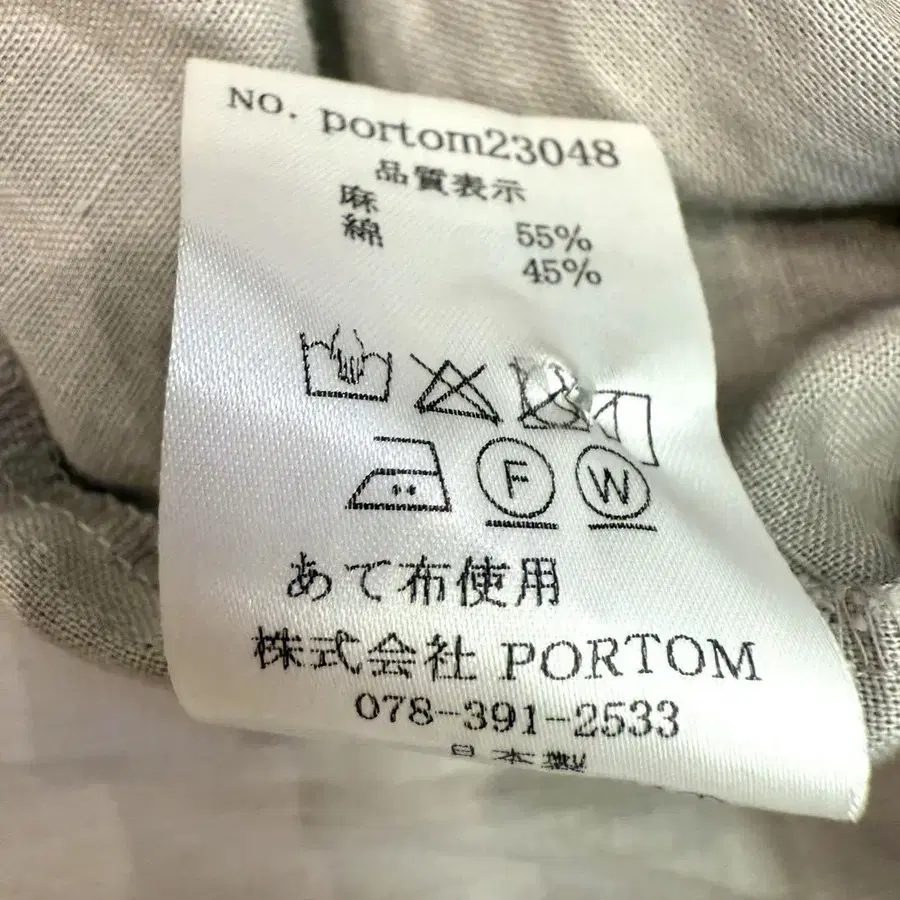 NO. portom23048
品質表示
麻 55%
綿 45%
F W
あて布使用
株式会社 PORTOM
078-391-2533
日本製